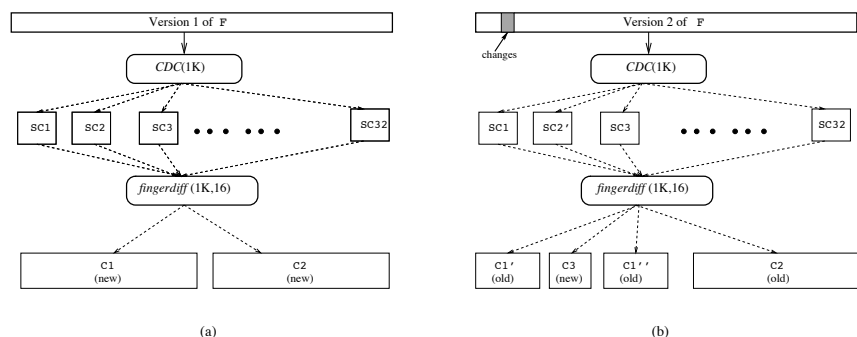 Version 1 of F
CDC(1K)
SC1 SC2 SC3 SC32
fingerdiff (1K,16)
C1
(new)
C2
(new)
(a)
Version 2 of F
changes
CDC(1K)
SC1 SC2' SC3 SC32
fingerdiff (1K,16)
C1'
(old)
C3
(new)
C1''
(old)
C2
(old)
(b)